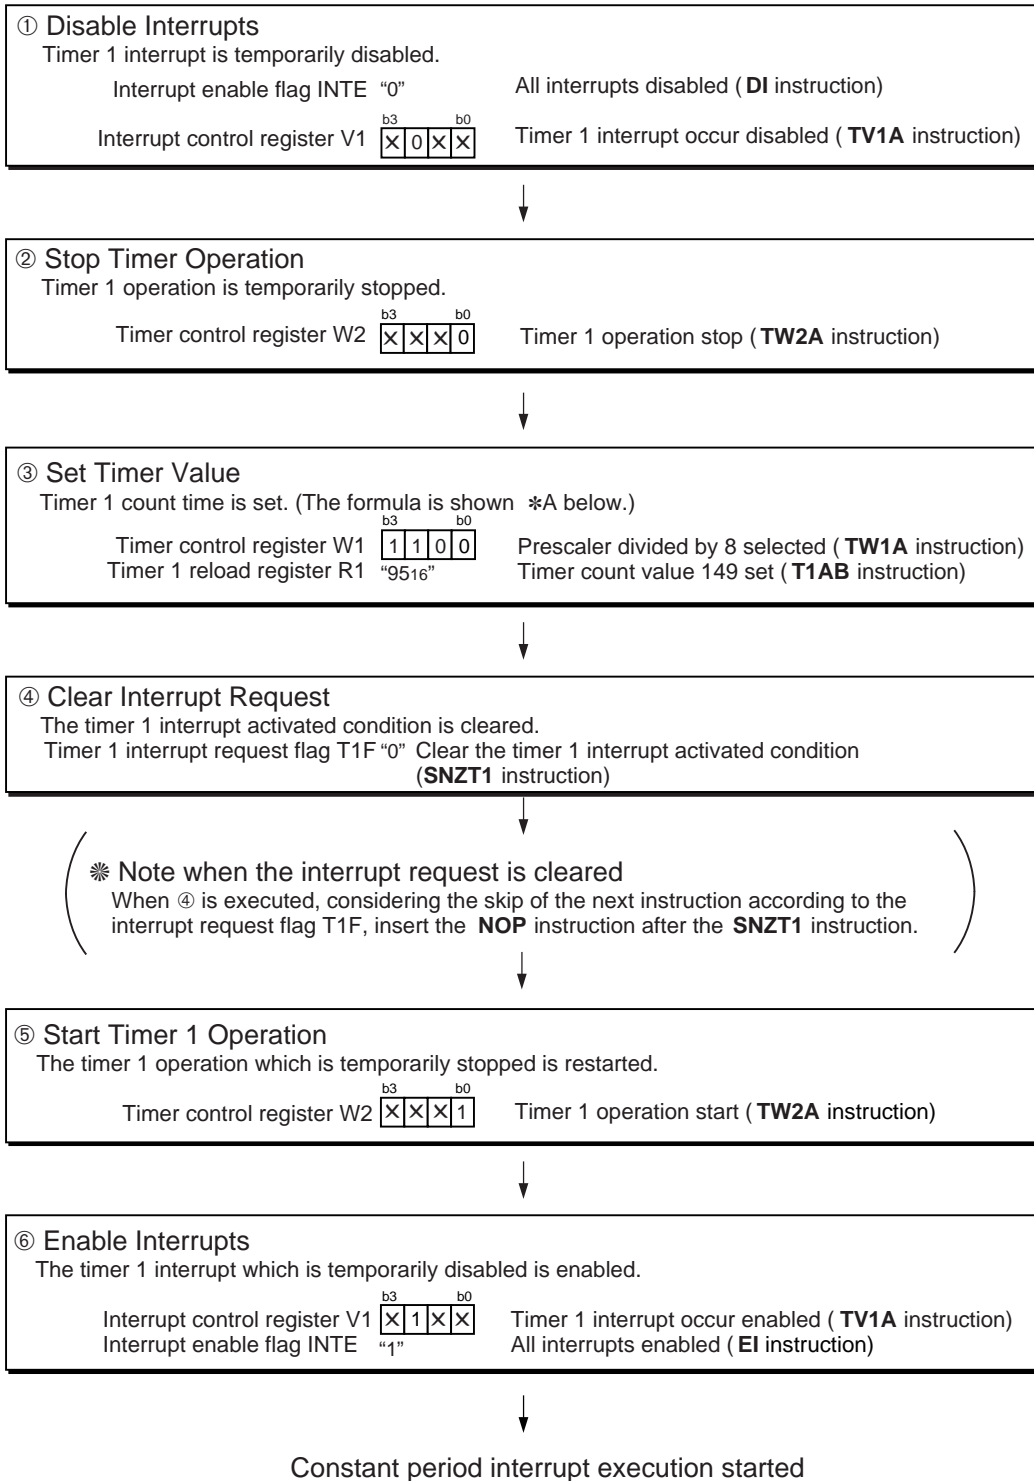 ① Disable Interrupts
Timer 1 interrupt is temporarily disabled.
Interrupt enable flag INTE “0” All interrupts disabled ( DI instruction)
b3 b0
Interrupt control register V1 ✕ 0 ✕ ✕ Timer 1 interrupt occur disabled ( TV1A instruction)
② Stop Timer Operation
Timer 1 operation is temporarily stopped.
b3 b0
Timer control register W2 ✕ ✕ ✕ 0 Timer 1 operation stop ( TW2A instruction)
③ Set Timer Value
Timer 1 count time is set. (The formula is shown ✻A below.)
b3 b0
Timer control register W1 1 1 0 0 Prescaler divided by 8 selected ( TW1A instruction)
Timer 1 reload register R1 “9516” Timer count value 149 set ( T1AB instruction)
④ Clear Interrupt Request
The timer 1 interrupt activated condition is cleared.
Timer 1 interrupt request flag T1F “0” Clear the timer 1 interrupt activated condition
(SNZT1 instruction)
❋ Note when the interrupt request is cleared
When ④ is executed, considering the skip of the next instruction according to the
interrupt request flag T1F, insert the NOP instruction after the SNZT1 instruction.
⑤ Start Timer 1 Operation
The timer 1 operation which is temporarily stopped is restarted.
b3 b0
Timer control register W2 ✕ ✕ ✕ 1 Timer 1 operation start ( TW2A instruction)
⑥ Enable Interrupts
The timer 1 interrupt which is temporarily disabled is enabled.
b3 b0
Interrupt control register V1 ✕ 1 ✕ ✕ Timer 1 interrupt occur enabled ( TV1A instruction)
Interrupt enable flag INTE “1” All interrupts enabled ( EI instruction)
Constant period interrupt execution started